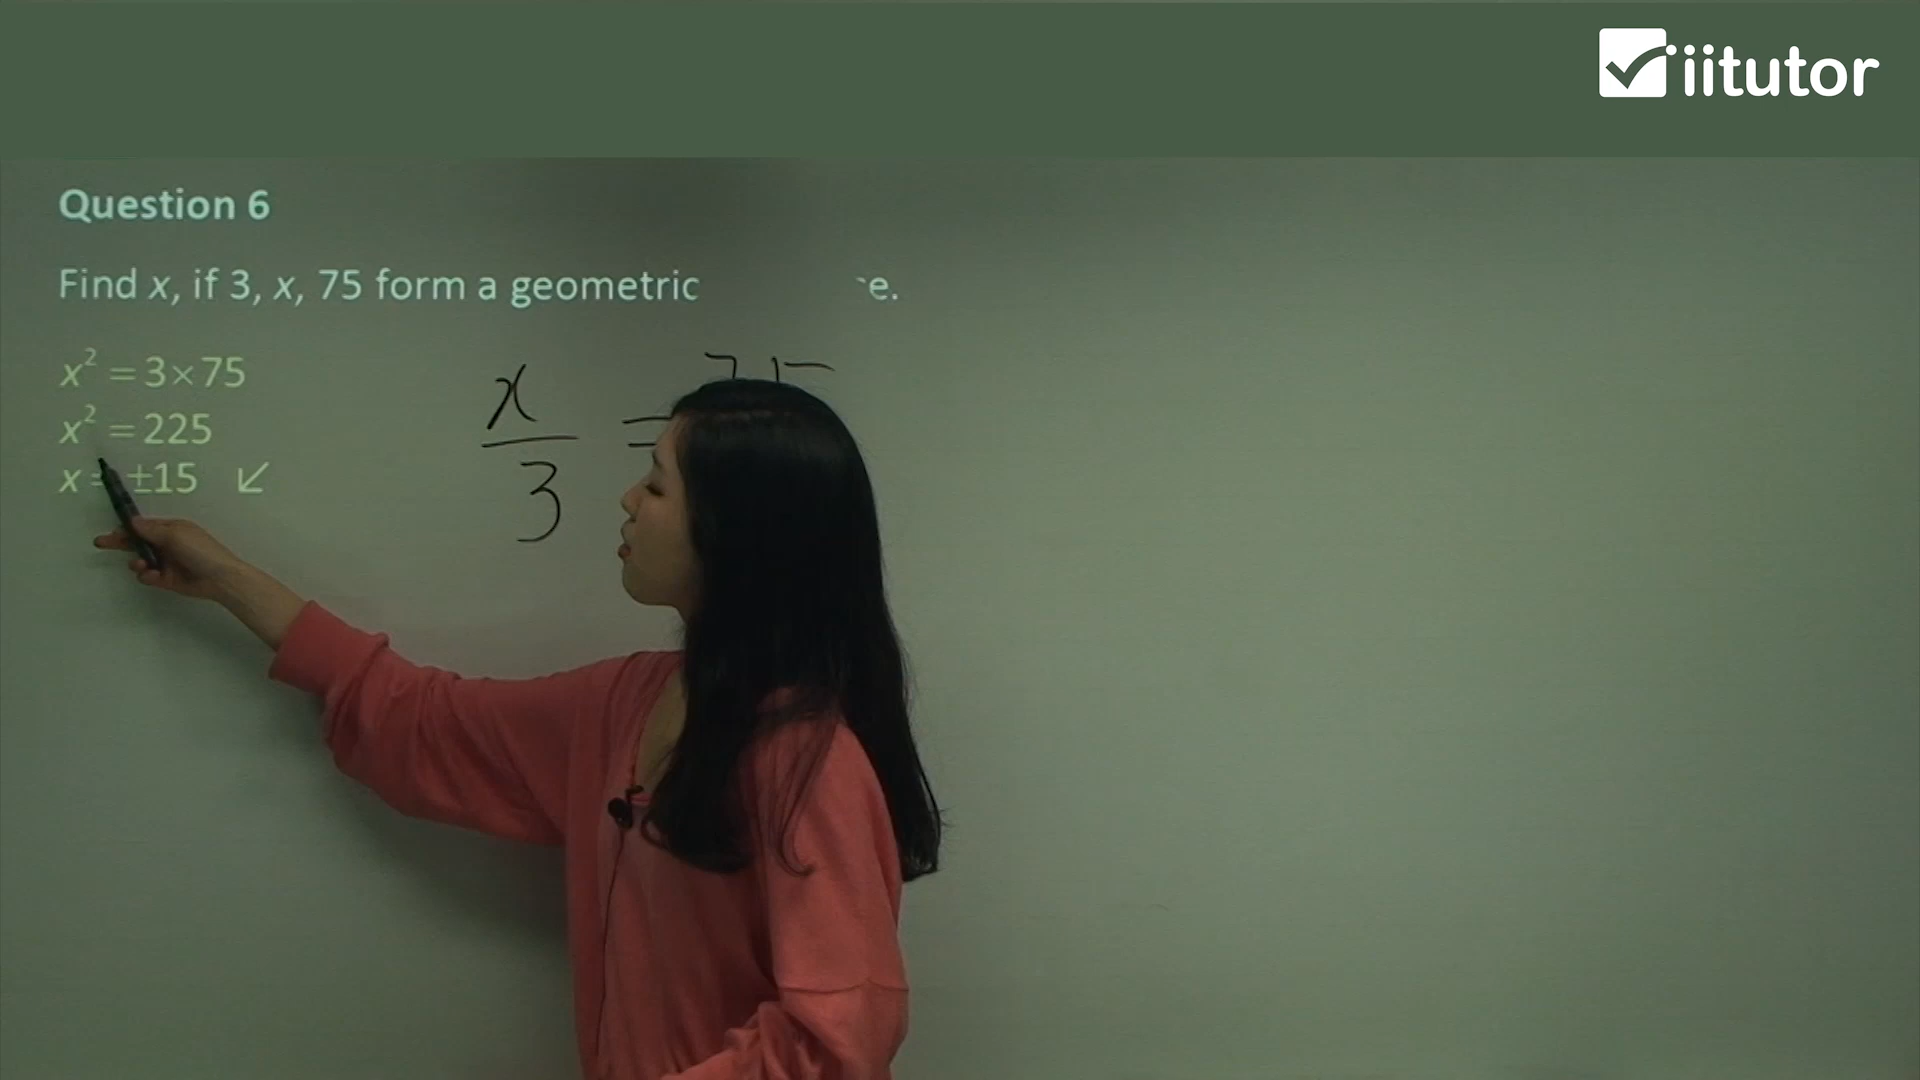 iitutor
Question 6
Find x, if 3, x, 75 form a geometric
x² = 3×75
x² = 225
x = ±15 ↙
x
3
=